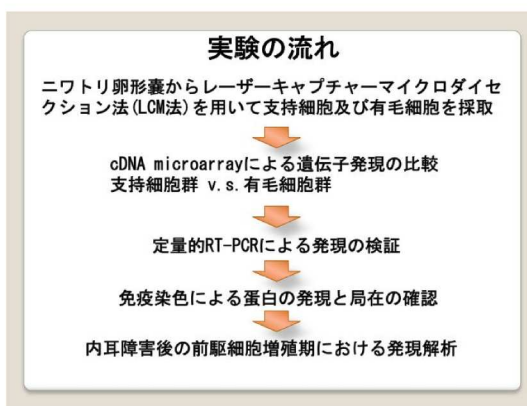 実験の流れ
ニワトリ卵形嚢からレーザーキャプチャーマイクロダイセ
クション法(LCM法)を用いて支持細胞及び有毛細胞を採取
cDNA microarrayによる遺伝子発現の比較
支持細胞群 v.s.有毛細胞群
定量的RT-PCRによる発現の検証
免疫染色による蛋白の発現と局在の確認
内耳障害後の前駆細胞増殖期における発現解析